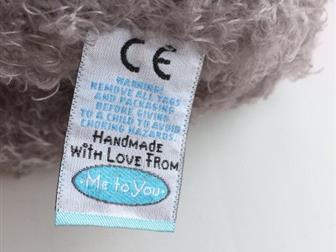 CE
WARNING!
REMOVE ALL TAGS
AND PACKAGING
BEFORE GIVING
TO A CHILD TO AVOID
CHOKING HAZARDS.
Handmade
with Love from
Me to You